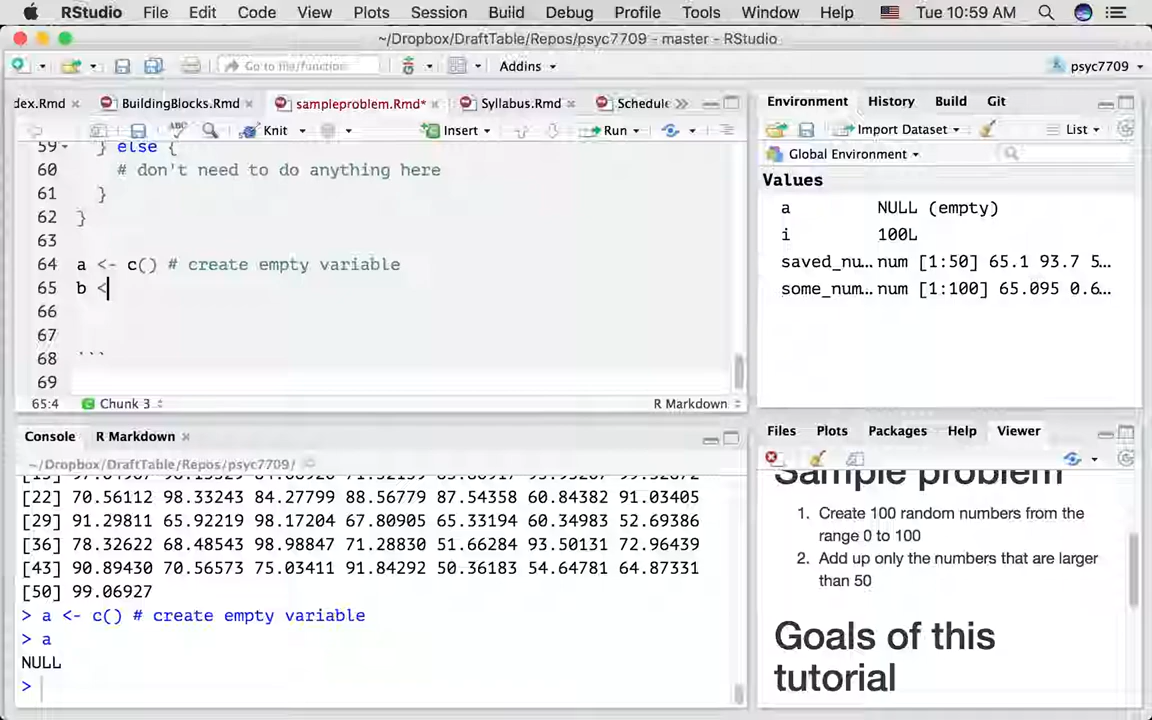 RStudio File Edit Code View Plots Session Build Debug Profile Tools Window Help Tue 10:59 AM
~/Dropbox/DraftTable/Repos/psyc7709 - master - RStudio
Go to file/function Addins psyc7709
dex.Rmd BuildingBlocks.Rmd sampleproblem.Rmd* Syllabus.Rmd Schedule
Knit Insert Run
59 } else {
60 # don't need to do anything here
61 }
62 }
63
64 a <- c() # create empty variable
65 b <
66
67
68 ```
69
65:4 Chunk 3 R Markdown
Console R Markdown
~/Dropbox/DraftTable/Repos/psyc7709/
[22] 70.56112 98.33243 84.27799 88.56779 87.54358 60.84382 91.03405
[29] 91.29811 65.92219 98.17204 67.80905 65.33194 60.34983 52.69386
[36] 78.32622 68.48543 98.98847 71.28830 51.66284 93.50131 72.96439
[43] 90.89430 70.56573 75.03411 91.84292 50.36183 54.64781 64.87331
[50] 99.06927
> a <- c() # create empty variable
> a
NULL
>
Environment History Build Git
Import Dataset List
Global Environment
Values
a NULL (empty)
i 100L
saved_nu… num [1:50] 65.1 93.7 5…
some_num… num [1:100] 65.095 0.6…
Files Plots Packages Help Viewer
Sample problem
1. Create 100 random numbers from the
range 0 to 100
2. Add up only the numbers that are larger
than 50
Goals of this
tutorial